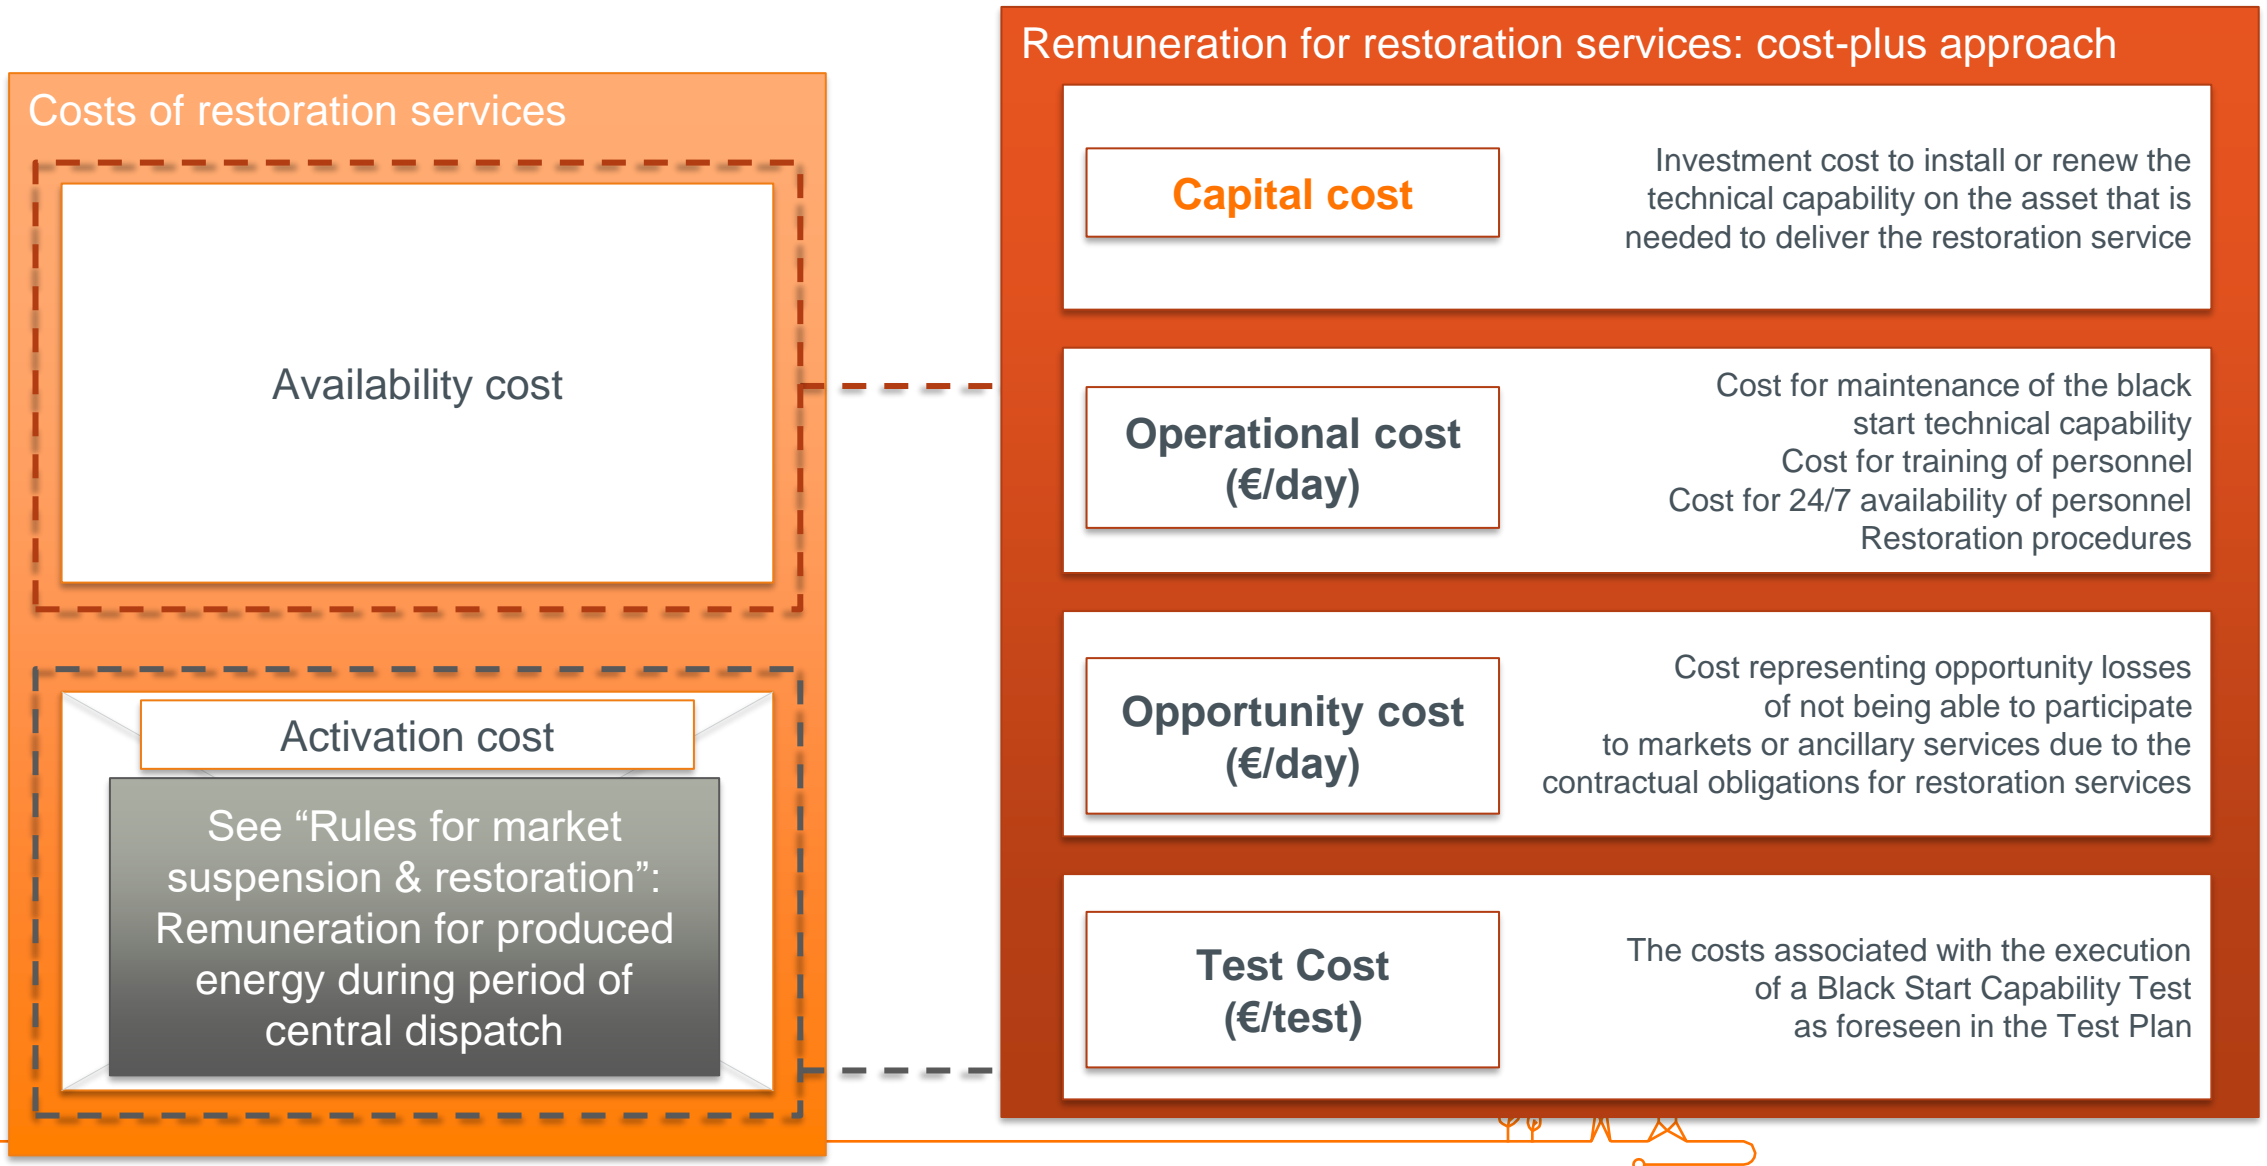 Costs of restoration services
Availability cost
Activation cost
See “Rules for market
suspension & restoration”:
Remuneration for produced
energy during period of
central dispatch
Remuneration for restoration services: cost-plus approach
Capital cost
Investment cost to install or renew the
technical capability on the asset that is
needed to deliver the restoration service
Operational cost
(€/day)
Cost for maintenance of the black
start technical capability
Cost for training of personnel
Cost for 24/7 availability of personnel
Restoration procedures
Opportunity cost
(€/day)
Cost representing opportunity losses
of not being able to participate
to markets or ancillary services due to the
contractual obligations for restoration services
Test Cost
(€/test)
The costs associated with the execution
of a Black Start Capability Test
as foreseen in the Test Plan